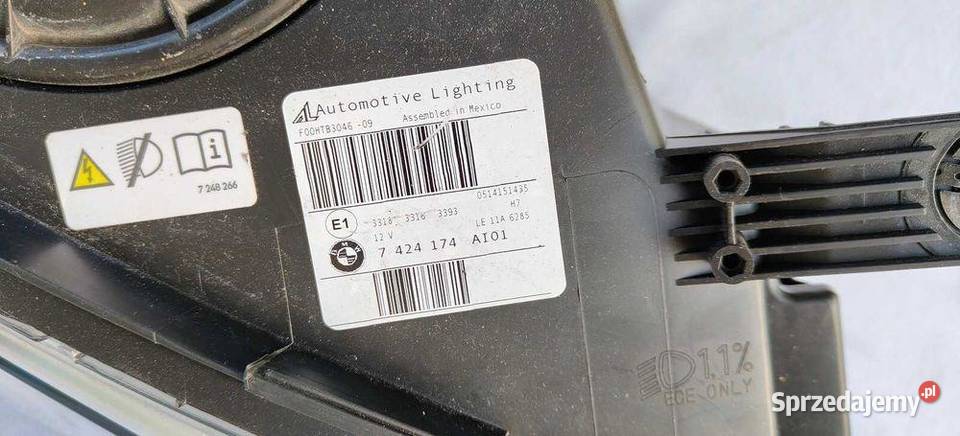 Automotive Lighting
F00HTB3046 -09 Assembled in Mexico
7 248 266
0514151435
E1 3318 3316 3393 H7
12 V LE 11A 6285
BMW
7 424 174 AI01
1,1%
ECE ONLY
Sprzedajemy.pl